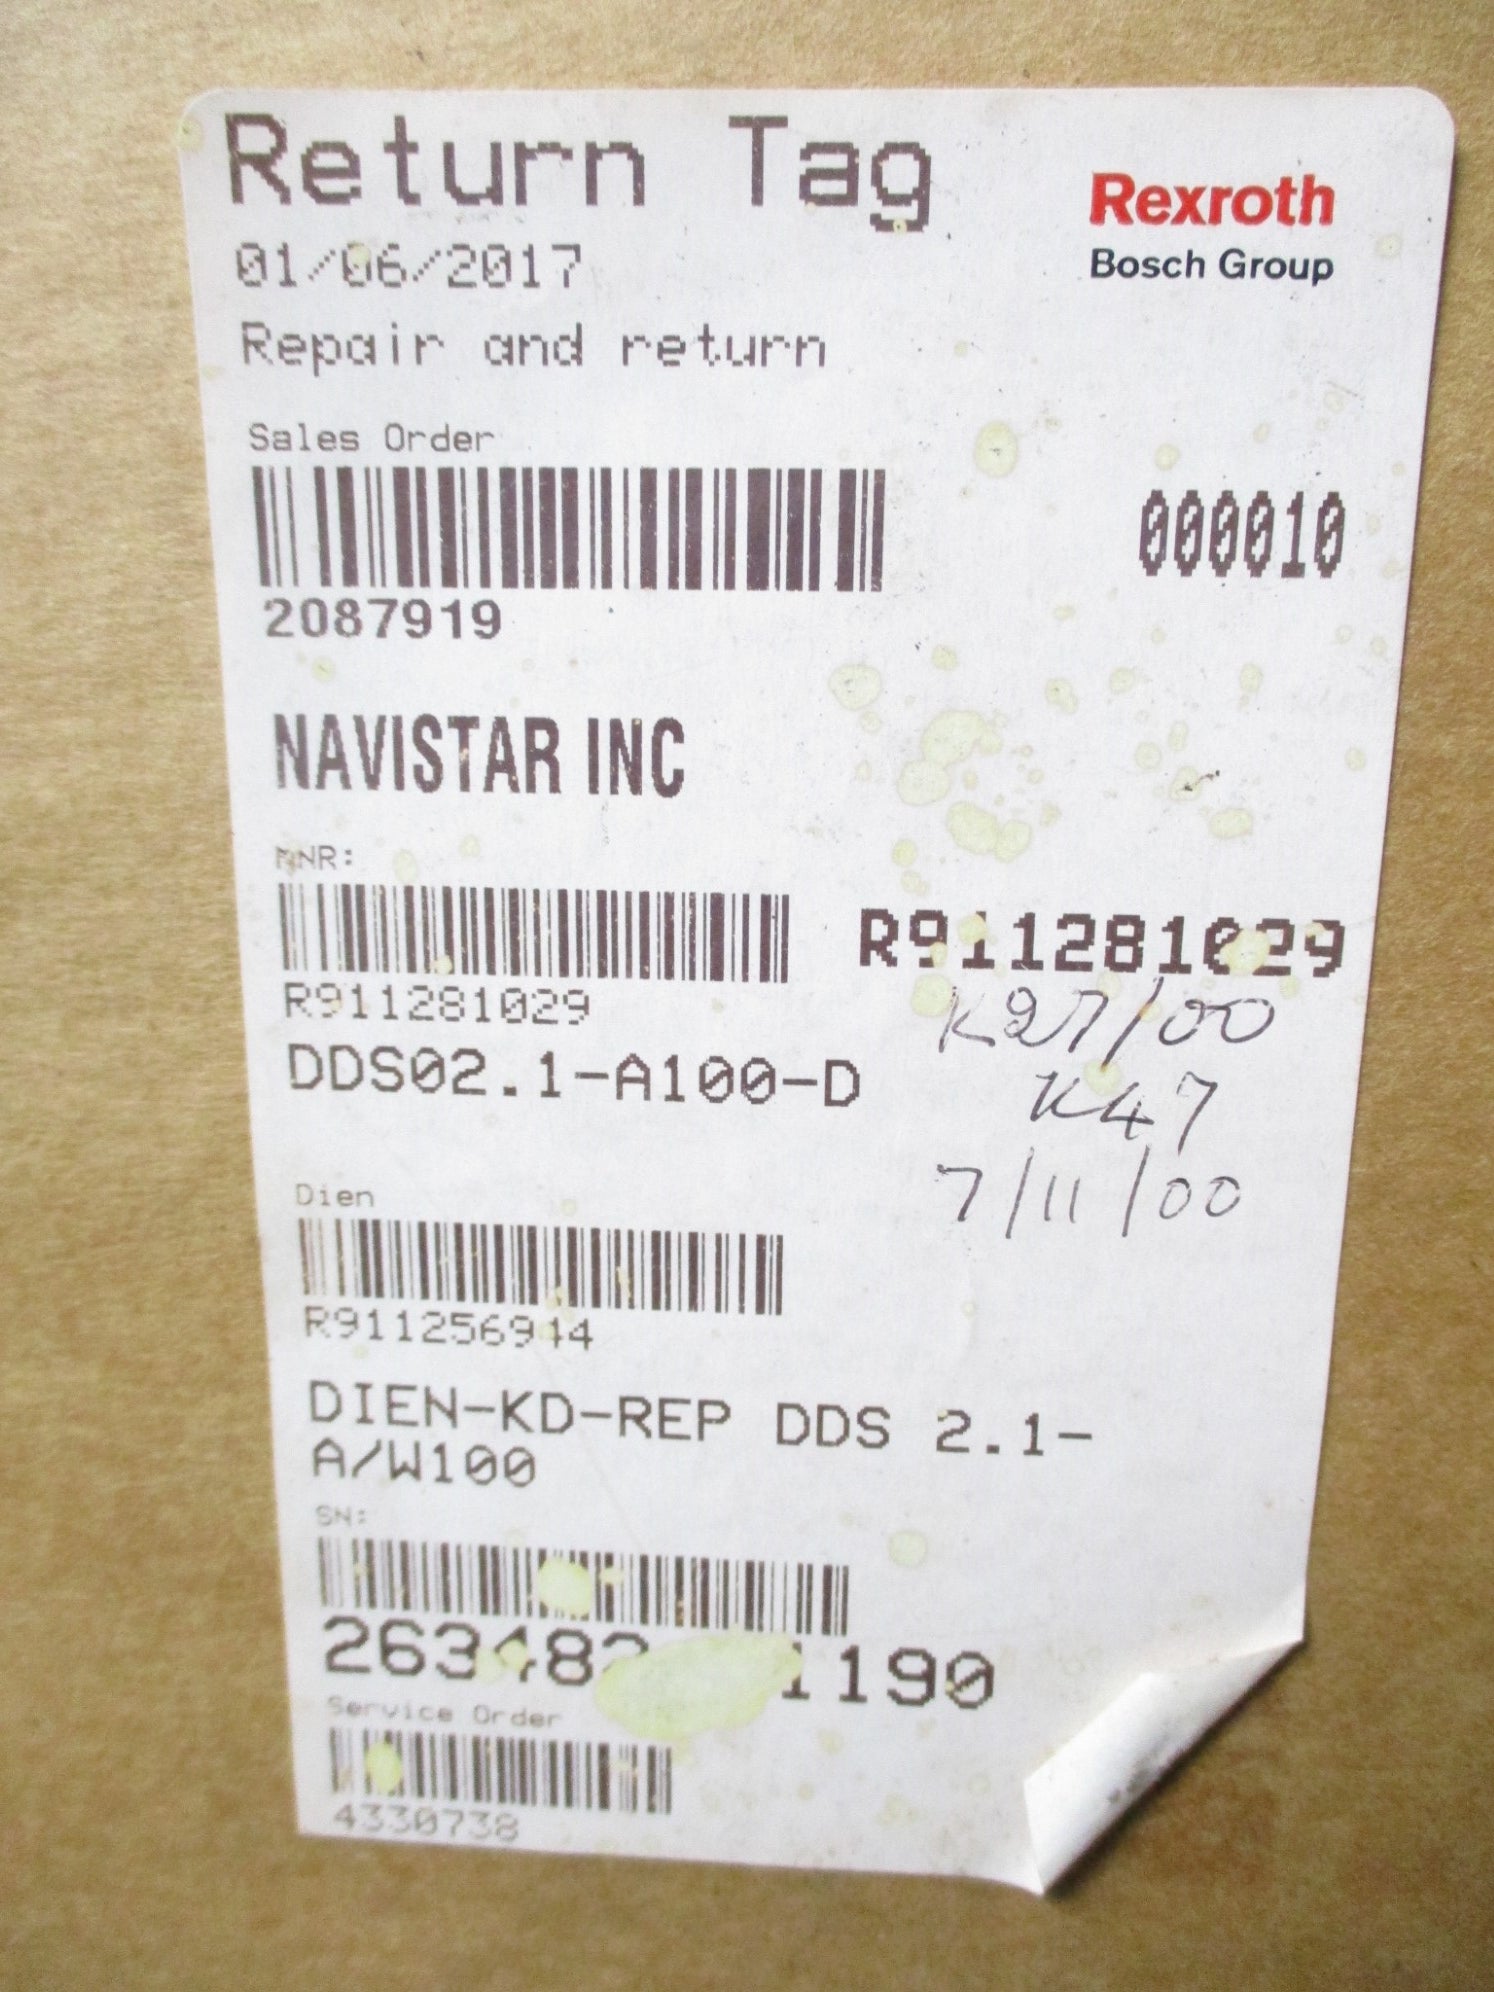 Return Tag
Rexroth
Bosch Group
01/06/2017
Repair and return
Sales Order
000010
2087919
NAVISTAR INC
MNR:
R911281029
R911281029
DDS02.1-A100-D
K27/00
K47
7/11/00
Dien
R911256944
DIEN-KD-REP DDS 2.1-
A/W100
SN:
Service Order
4330738